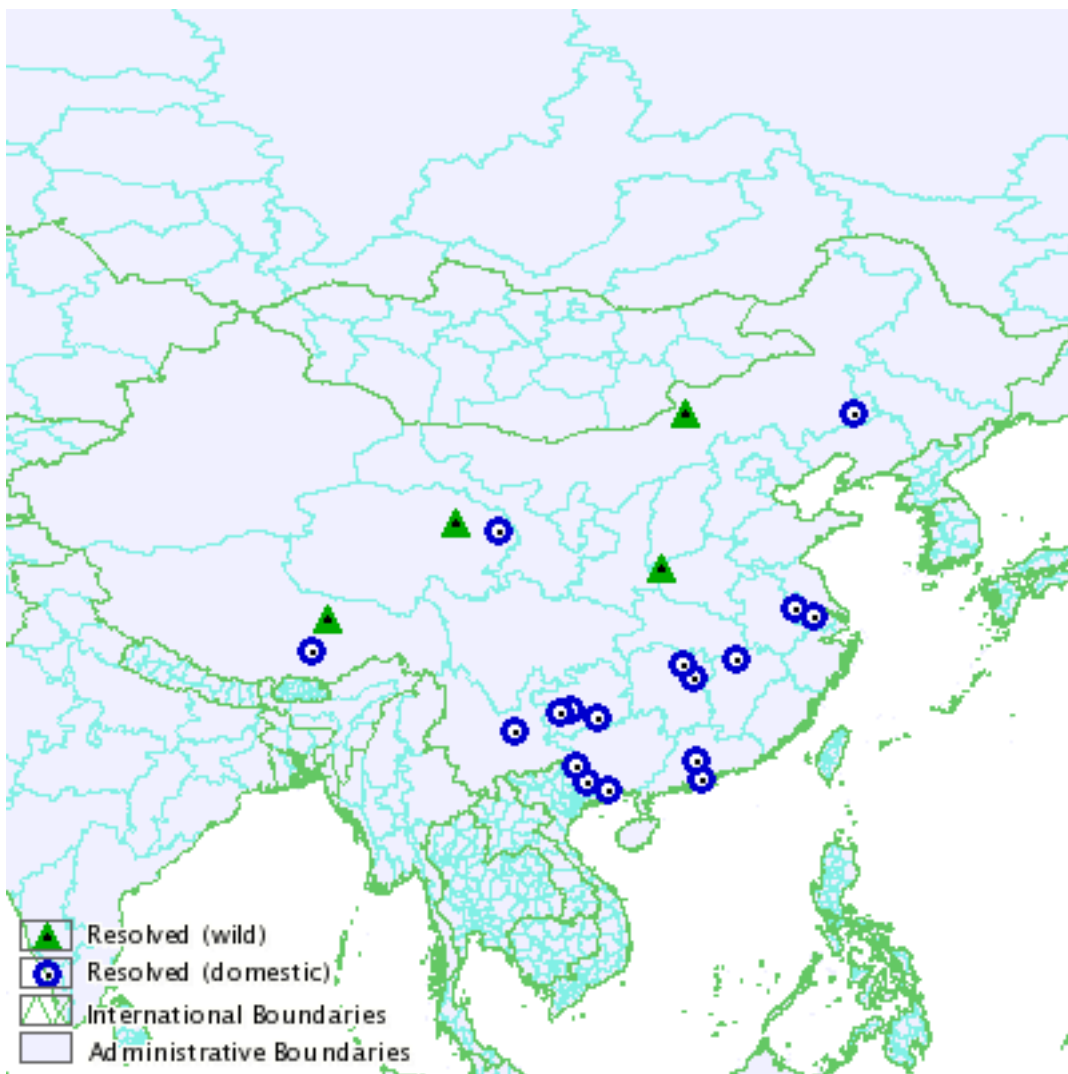 Resolved (wild)
Resolved (domestic)
International Boundaries
Administrative Boundaries